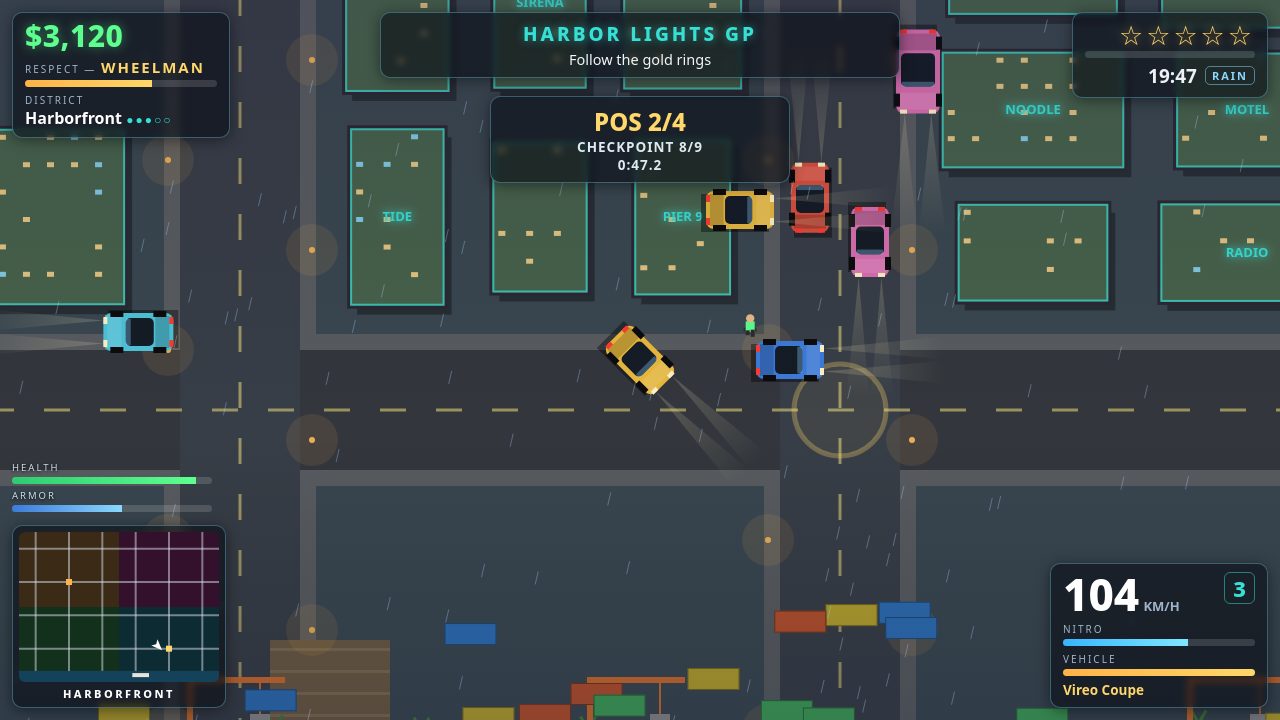 $3,120
RESPECT — WHEELMAN
DISTRICT
Harborfront
SIRENA
HARBOR LIGHTS GP
Follow the gold rings
POS 2/4
CHECKPOINT 8/9
0:47.2
19:47 RAIN
NOODLE
MOTEL
TIDE
PIER 9
RADIO
HEALTH
ARMOR
HARBORFRONT
104 KM/H
3
NITRO
VEHICLE
Vireo Coupe